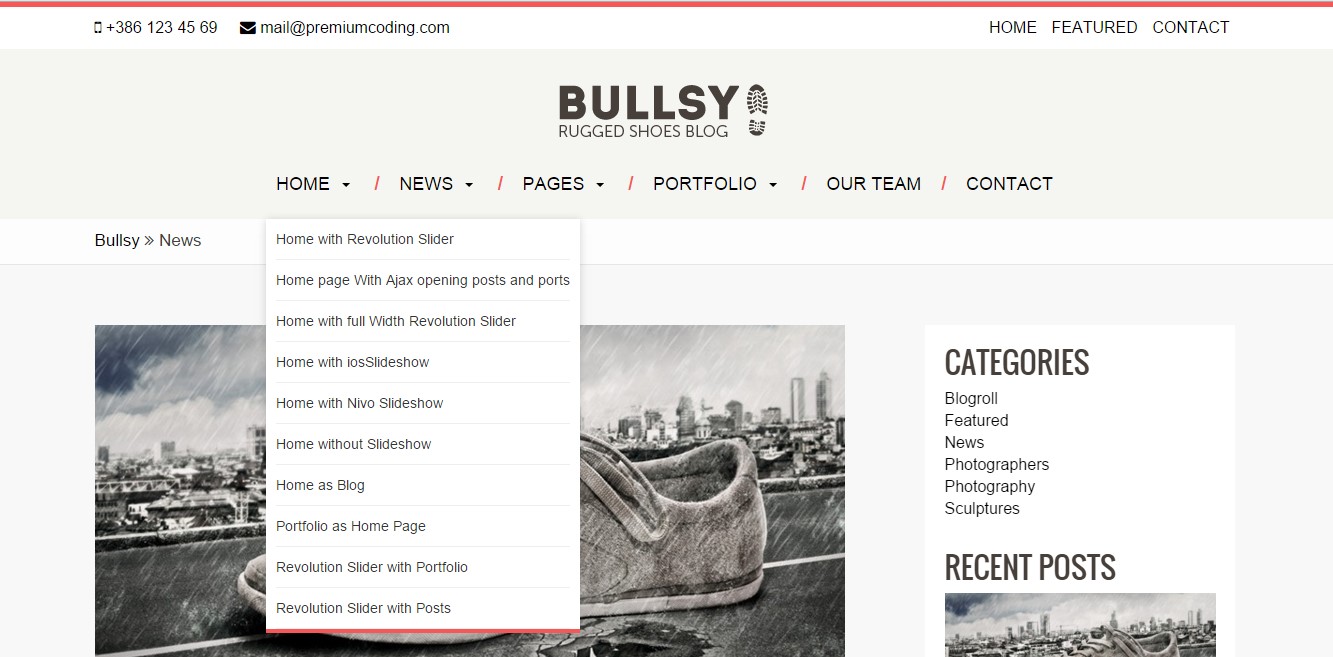 +386 123 45 69 mail@premiumcoding.com HOME FEATURED CONTACT
BULLSY
RUGGED SHOES BLOG
HOME / NEWS / PAGES / PORTFOLIO / OUR TEAM / CONTACT
Bullsy » News
Home with Revolution Slider
Home page With Ajax opening posts and ports
Home with full Width Revolution Slider
Home with iosSlideshow
Home with Nivo Slideshow
Home without Slideshow
Home as Blog
Portfolio as Home Page
Revolution Slider with Portfolio
Revolution Slider with Posts
CATEGORIES
Blogroll
Featured
News
Photographers
Photography
Sculptures
RECENT POSTS